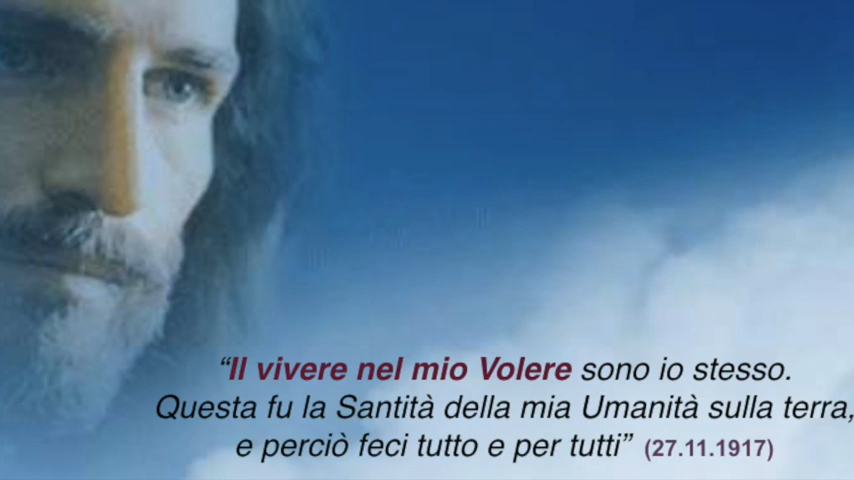 “Il vivere nel mio Volere sono io stesso.
Questa fu la Santità della mia Umanità sulla terra,
e perciò feci tutto e per tutti” (27.11.1917)